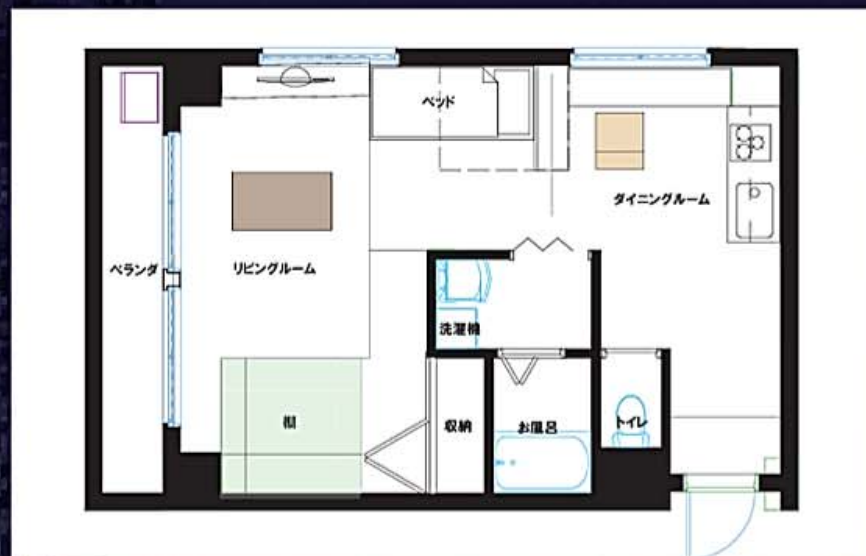 ベッド
ダイニングルーム
ベランダ
リビングルーム
洗濯機
棚
収納
お風呂
トイレ